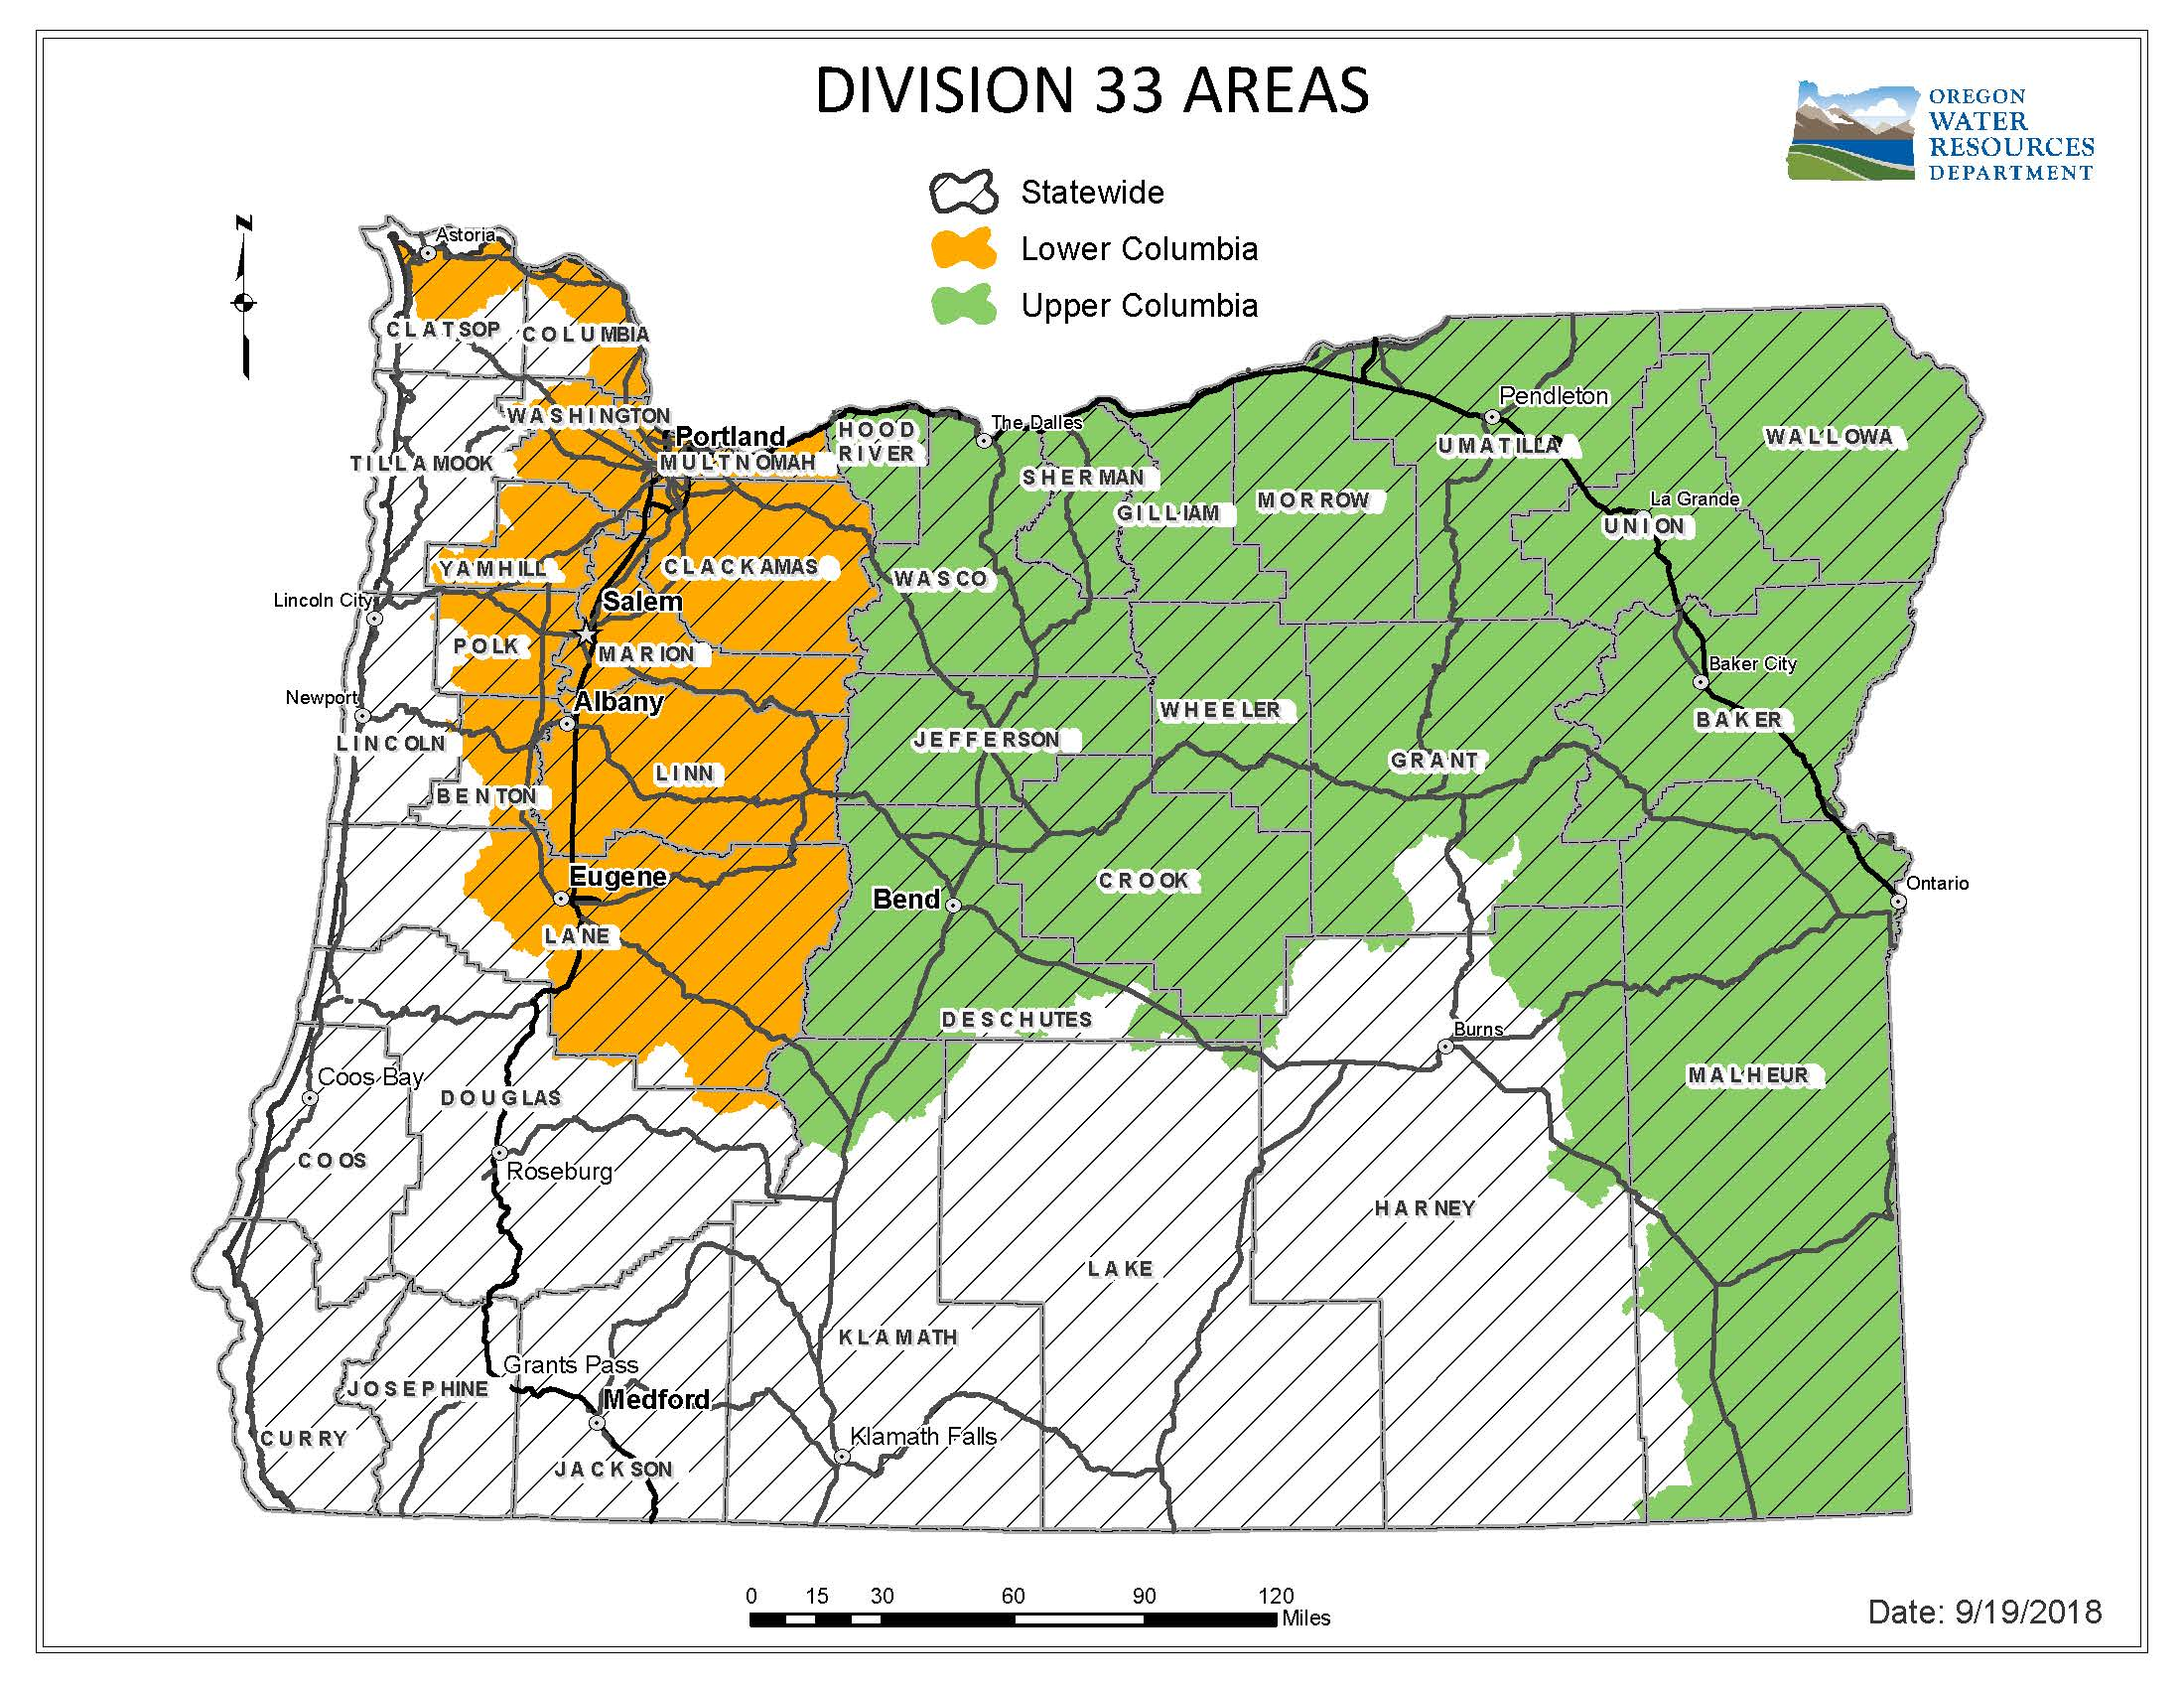 DIVISION 33 AREAS
OREGON
WATER
RESOURCES
DEPARTMENT
Statewide
Lower Columbia
Upper Columbia
N
Astoria
CLATSOP
COLUMBIA
WASHINGTON
Portland
MULTNOMAH
TILLAMOOK
HOOD
RIVER
The Dalles
SHERMAN
GILLIAM
MORROW
Pendleton
UMATILLA
WALLOWA
La Grande
UNION
YAMHILL
CLACKAMAS
WASCO
Lincoln City
Salem
POLK
MARION
Newport
Albany
LINCOLN
LINN
BENTON
JEFFERSON
WHEELER
GRANT
Baker City
BAKER
Eugene
LANE
Bend
CROOK
Ontario
DESCHUTES
Burns
MALHEUR
Coos Bay
DOUGLAS
COOS
Roseburg
HARNEY
LAKE
KLAMATH
Grants Pass
JOSEPHINE
Medford
CURRY
JACKSON
Klamath Falls
0 15 30 60 90 120
Miles
Date: 9/19/2018